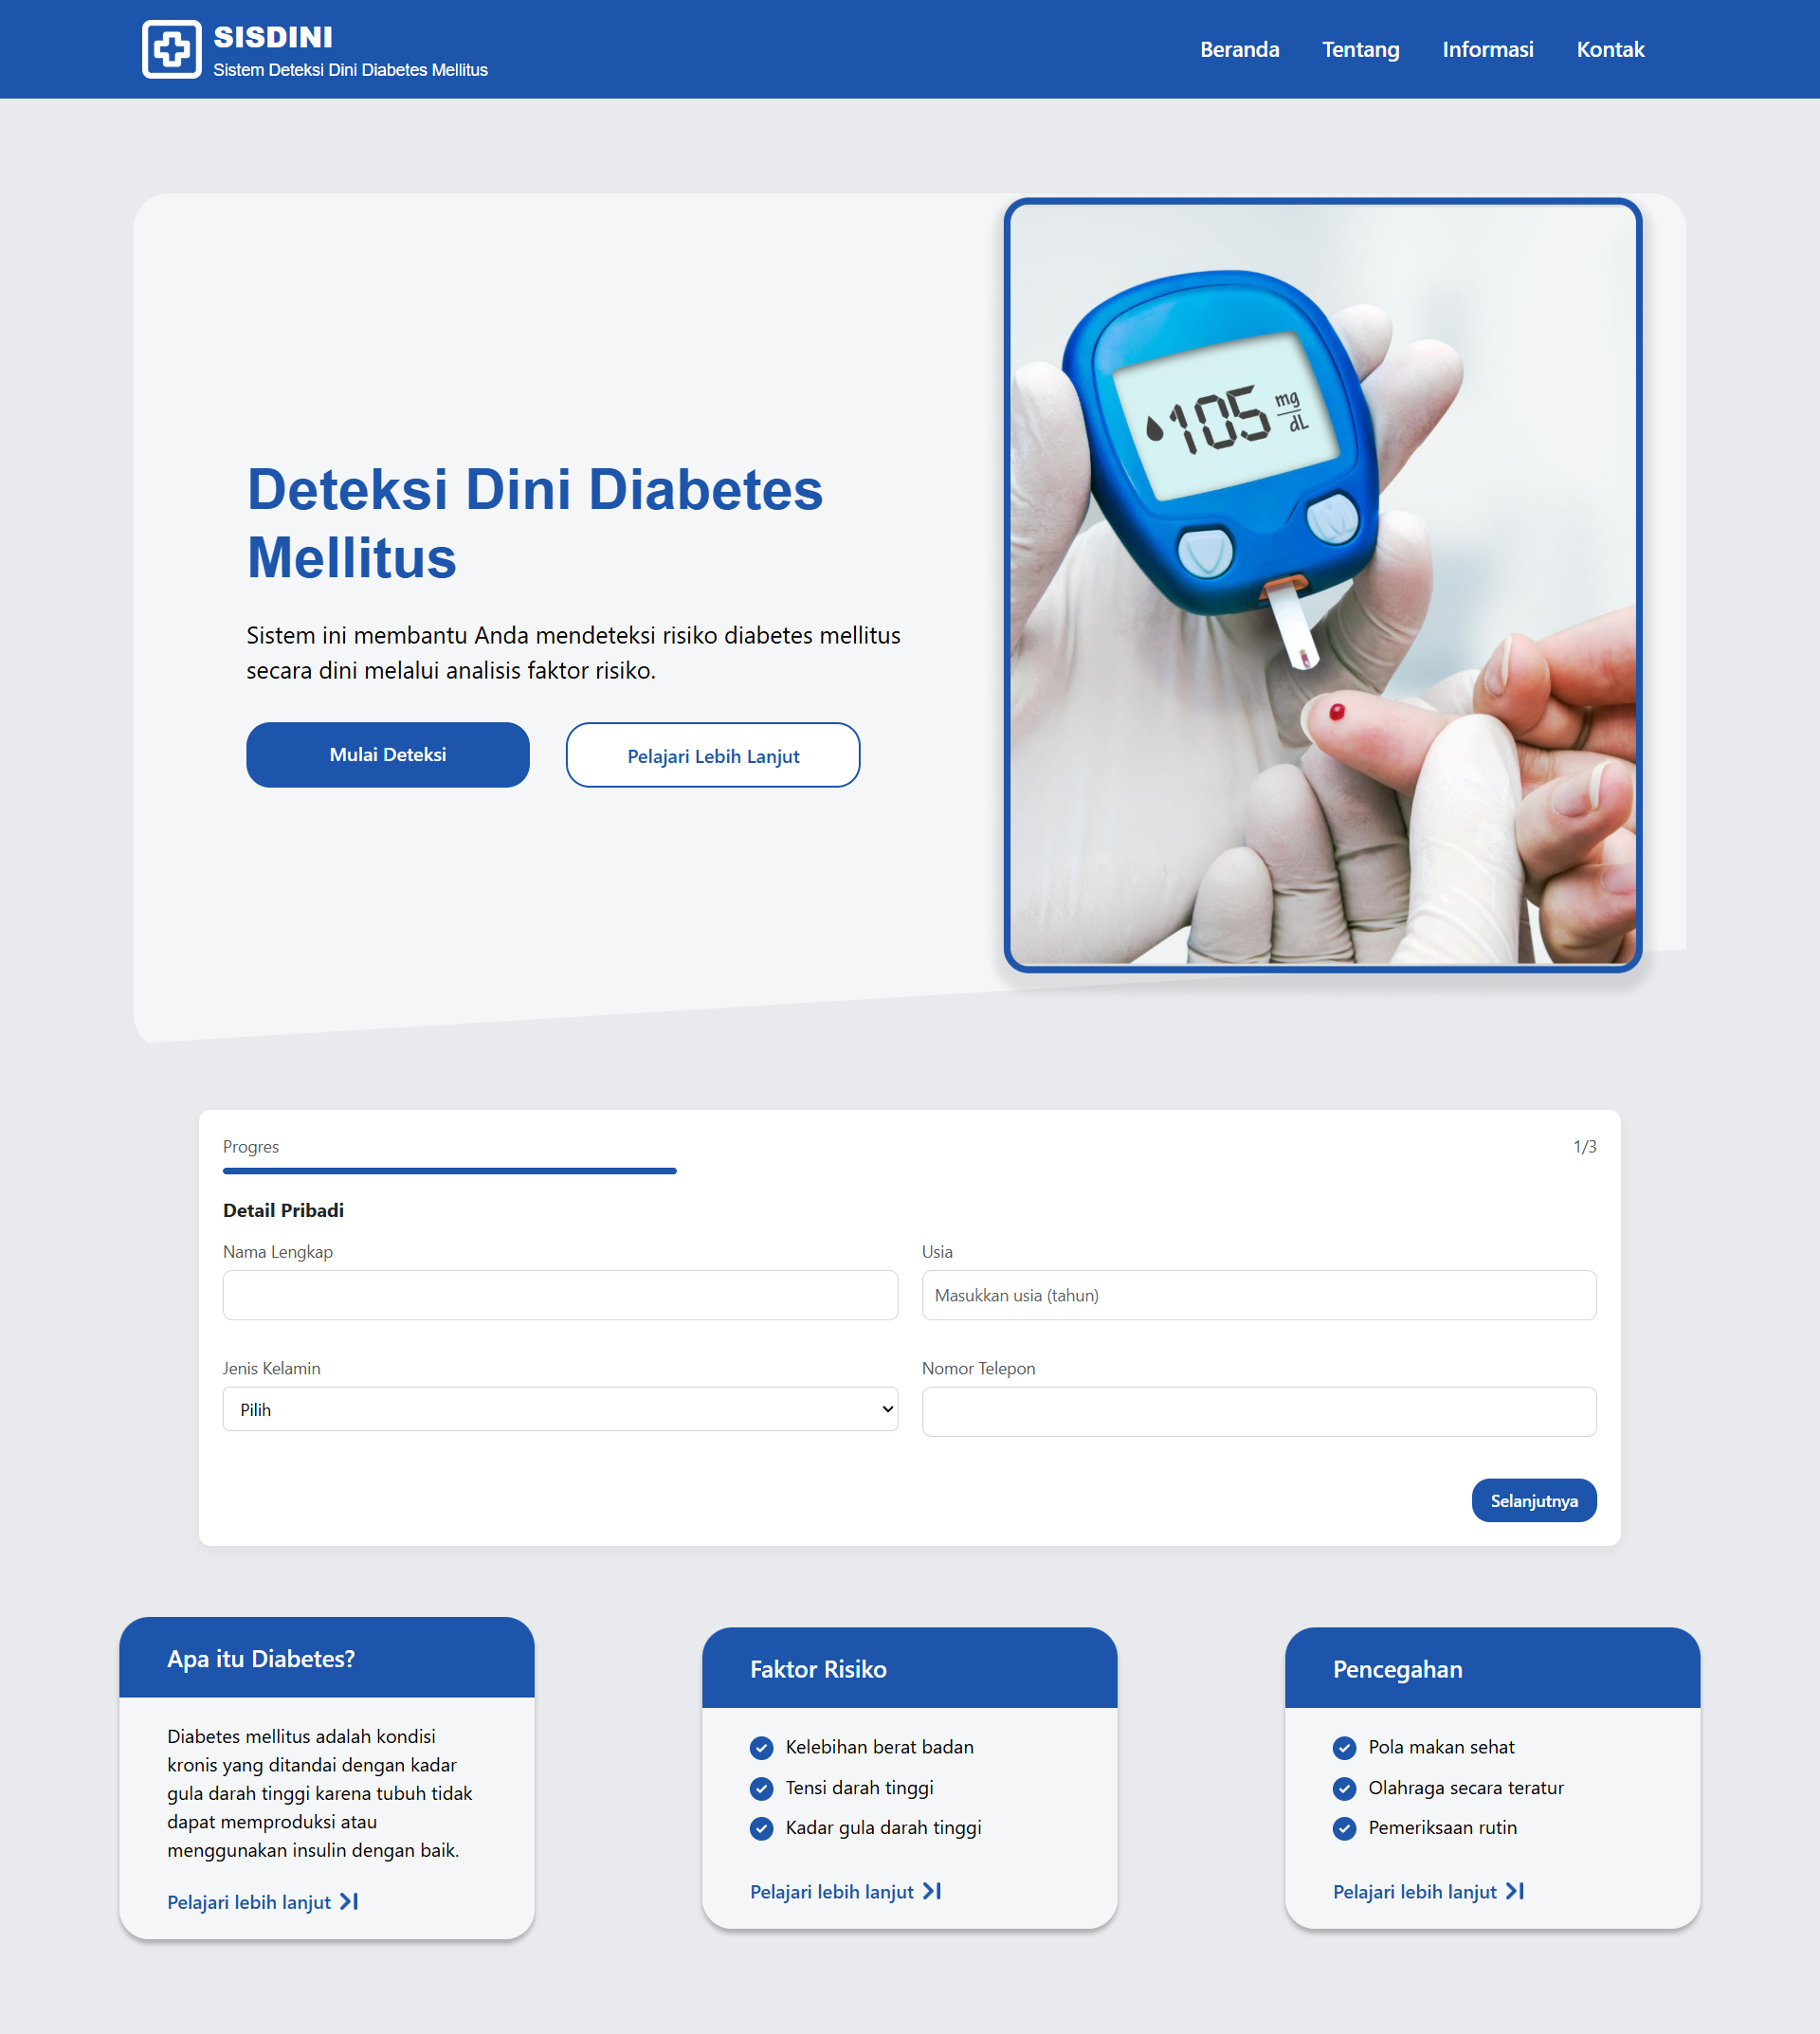 SISDINI
Sistem Deteksi Dini Diabetes Mellitus
Beranda
Tentang
Informasi
Kontak
105 mg/dL
Deteksi Dini Diabetes
Mellitus
Sistem ini membantu Anda mendeteksi risiko diabetes mellitus
secara dini melalui analisis faktor risiko.
Mulai Deteksi
Pelajari Lebih Lanjut
Progres
1/3
Detail Pribadi
Nama Lengkap
Usia
Masukkan usia (tahun)
Jenis Kelamin
Nomor Telepon
Pilih
Selanjutnya
Apa itu Diabetes?
Diabetes mellitus adalah kondisi
kronis yang ditandai dengan kadar
gula darah tinggi karena tubuh tidak
dapat memproduksi atau
menggunakan insulin dengan baik.
Pelajari lebih lanjut
Faktor Risiko
Kelebihan berat badan
Tensi darah tinggi
Kadar gula darah tinggi
Pelajari lebih lanjut
Pencegahan
Pola makan sehat
Olahraga secara teratur
Pemeriksaan rutin
Pelajari lebih lanjut